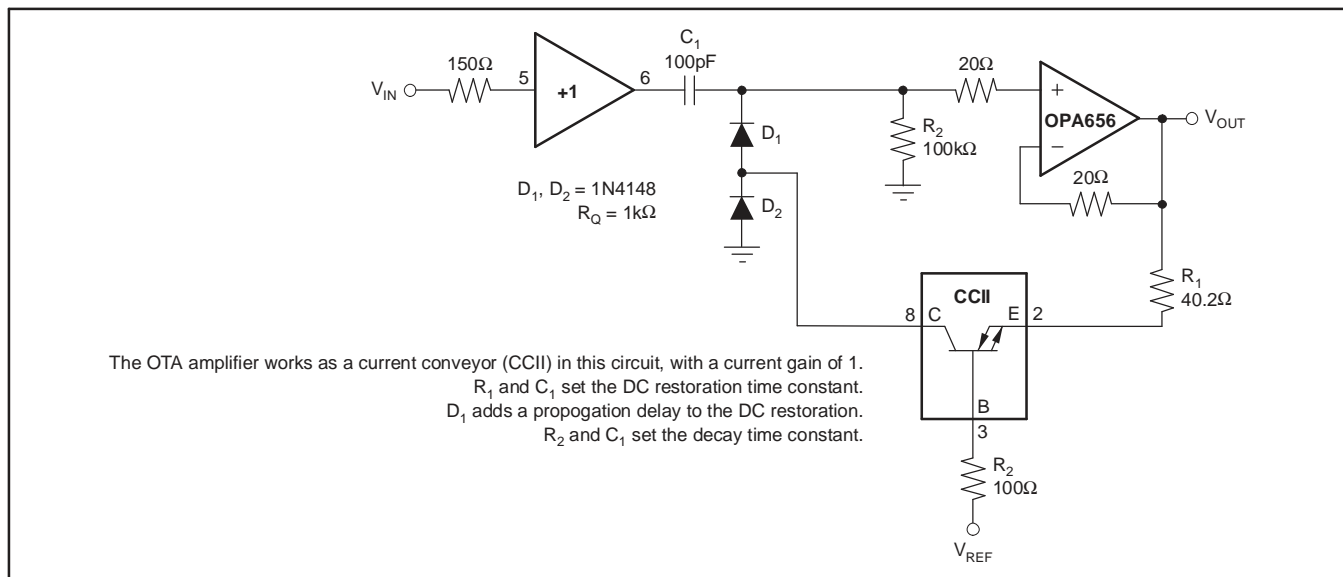 V_IN
150Ω
5
+1
6
C_1
100pF
D_1
D_2
D_1, D_2 = 1N4148
R_Q = 1kΩ
R_2
100kΩ
20Ω
+
OPA656
−
20Ω
V_OUT
R_1
40.2Ω
CCII
8
C
E
2
B
3
R_2
100Ω
V_REF
The OTA amplifier works as a current conveyor (CCII) in this circuit, with a current gain of 1.
R_1 and C_1 set the DC restoration time constant.
D_1 adds a propogation delay to the DC restoration.
R_2 and C_1 set the decay time constant.